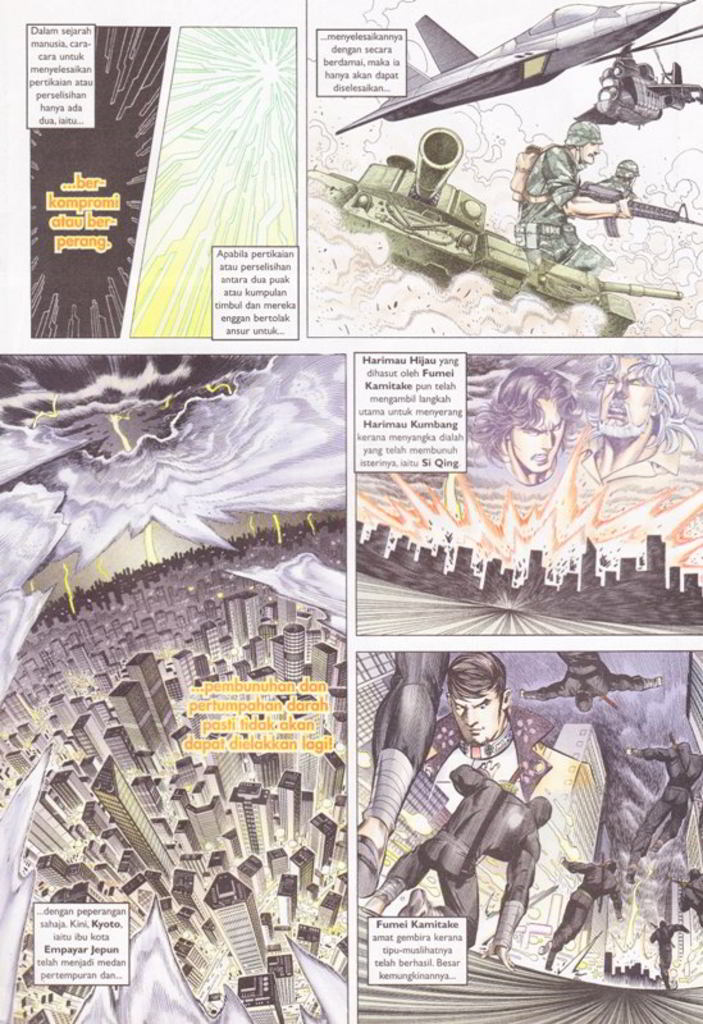 Dalam sejarah
manusia, cara-
cara untuk
menyelesaikan
pertikaian atau
perselisihan
hanya ada
dua, iaitu...
...ber-
kompromi
atau ber-
perang.
Apabila pertikaian
atau perselisihan
antara dua puak
atau kumpulan
timbul dan mereka
enggan bertolak
ansur untuk...
...menyelesaikannya
dengan secara
berdamai, maka ia
hanya akan dapat
diselesaikan...
...dengan peperangan
sahaja. Kini, Kyoto,
iaitu ibu kota
Empayar Jepun
telah menjadi medan
pertempuran dan...
...pembunuhan dan
pertumpahan darah
pasti tidak akan
dapat dielakkan lagi!
Harimau Hijau yang
dihasut oleh Fumei
Kamitake pun telah
mengambil langkah
utama untuk menyerang
Harimau Kumbang
kerana menyangka dialah
yang telah membunuh
isterinya, iaitu Si Qing.
Fumei Kamitake
amat gembira kerana
tipu-muslihatnya
telah berhasil. Besar
kemungkinannya...